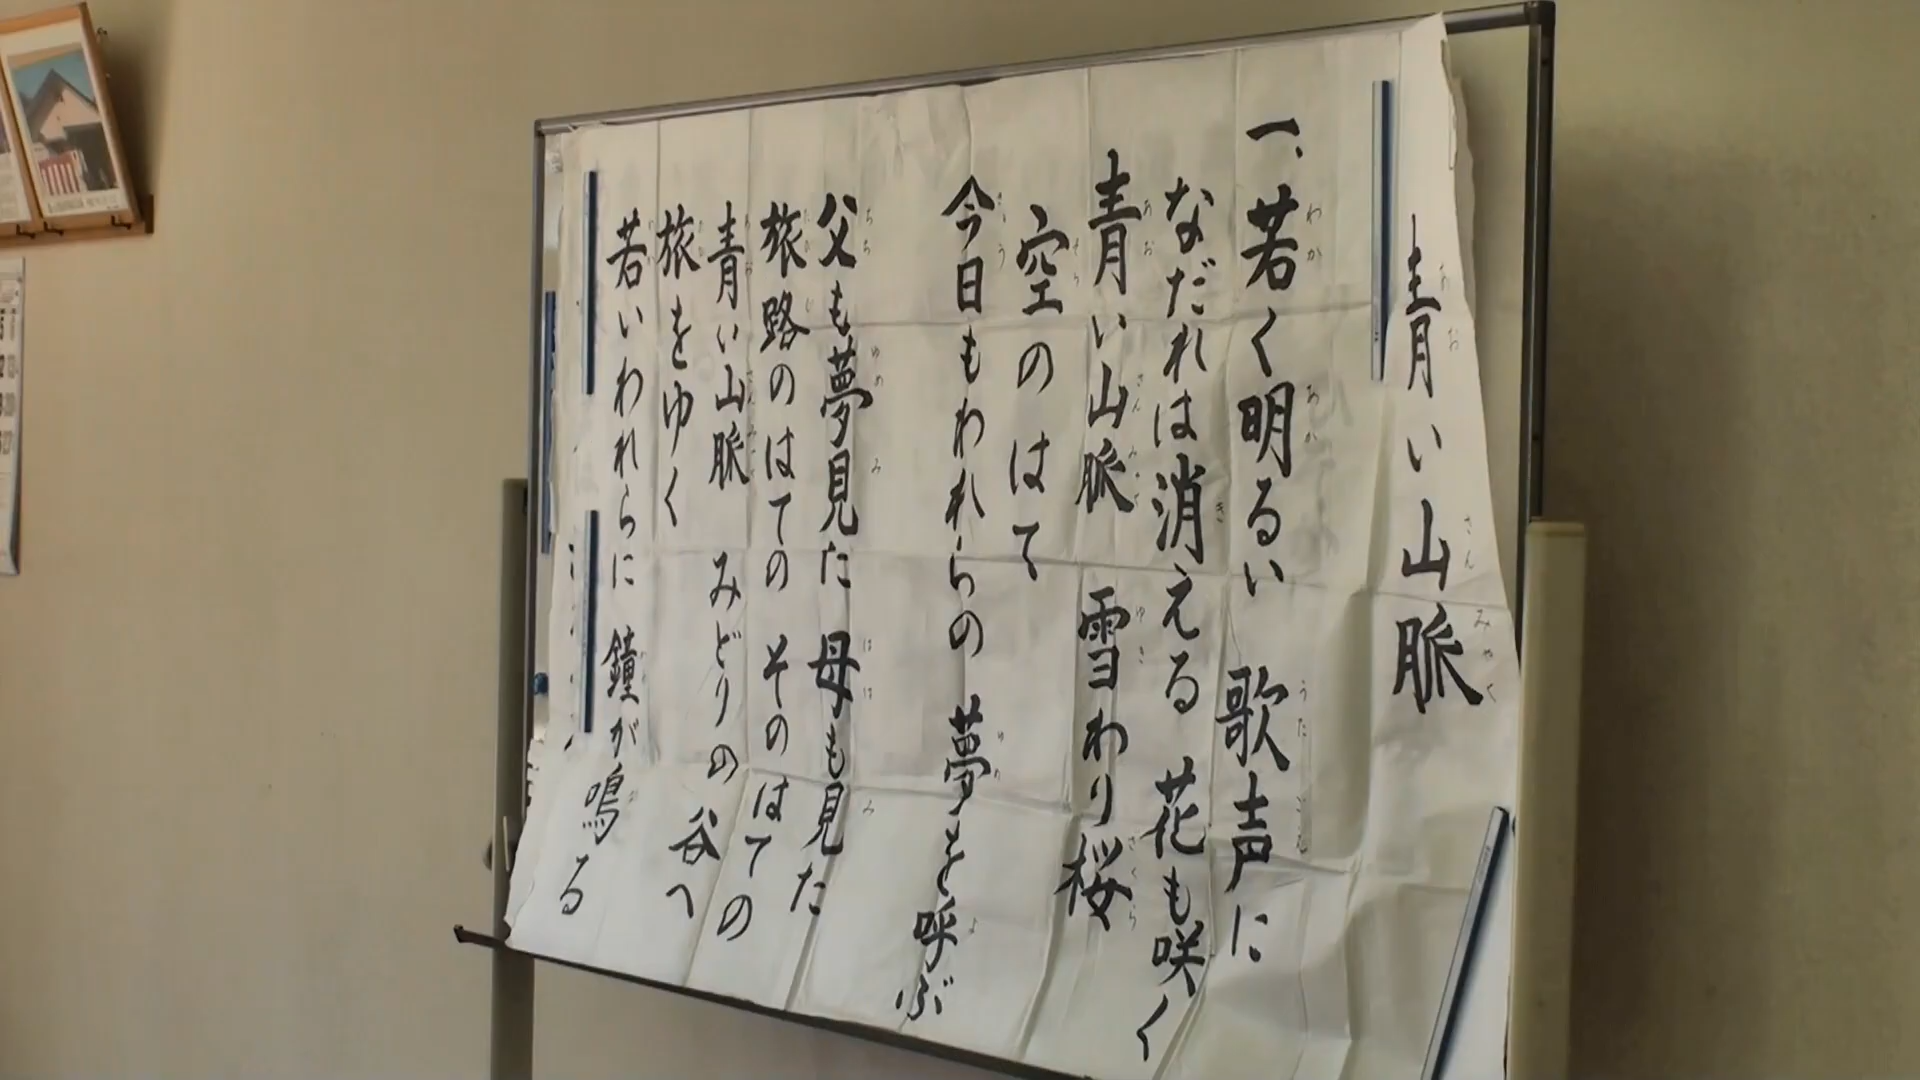 青い山脈
一、若く明るい 歌声に
なだれは消える 花も咲く
青い山脈 雪わり桜
空のはて
今日もわれらの 夢を呼ぶ
父も夢見た 母も見た
旅路のはての そのはての
青い山脈 みどりの谷へ
旅をゆく
若いわれらに 鐘が鳴る